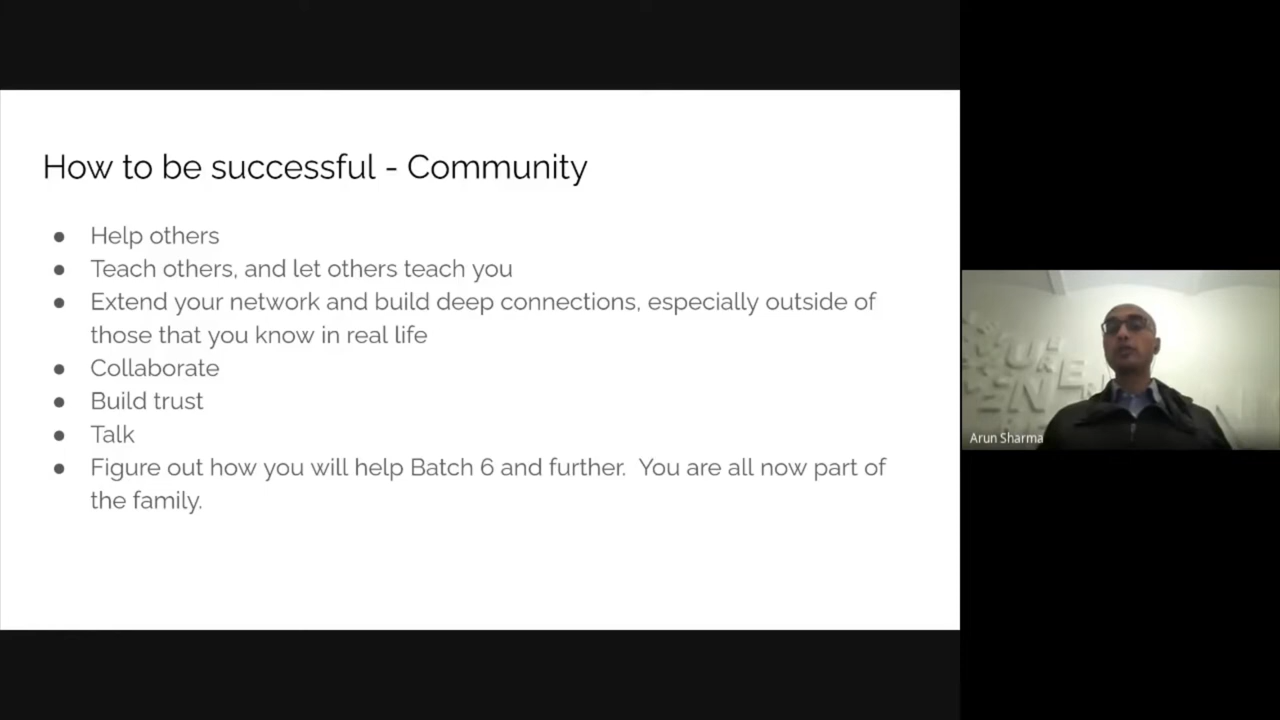 How to be successful - Community
● Help others
● Teach others, and let others teach you
● Extend your network and build deep connections, especially outside of
those that you know in real life
● Collaborate
● Build trust
● Talk
● Figure out how you will help Batch 6 and further.  You are all now part of
the family.
Arun Sharma